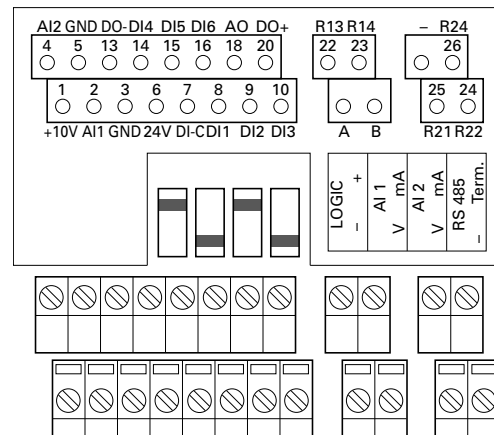 AI2 GND DO- DI4 DI5 DI6 AO DO+ R13 R14 – R24
4 5 13 14 15 16 18 20 22 23 26
1 2 3 6 7 8 9 10 25 24
+10V AI1 GND 24V DI-C DI1 DI2 DI3 A B R21 R22
LOGIC – +
AI 1 V mA
AI 2 V mA
RS 485 – Term.